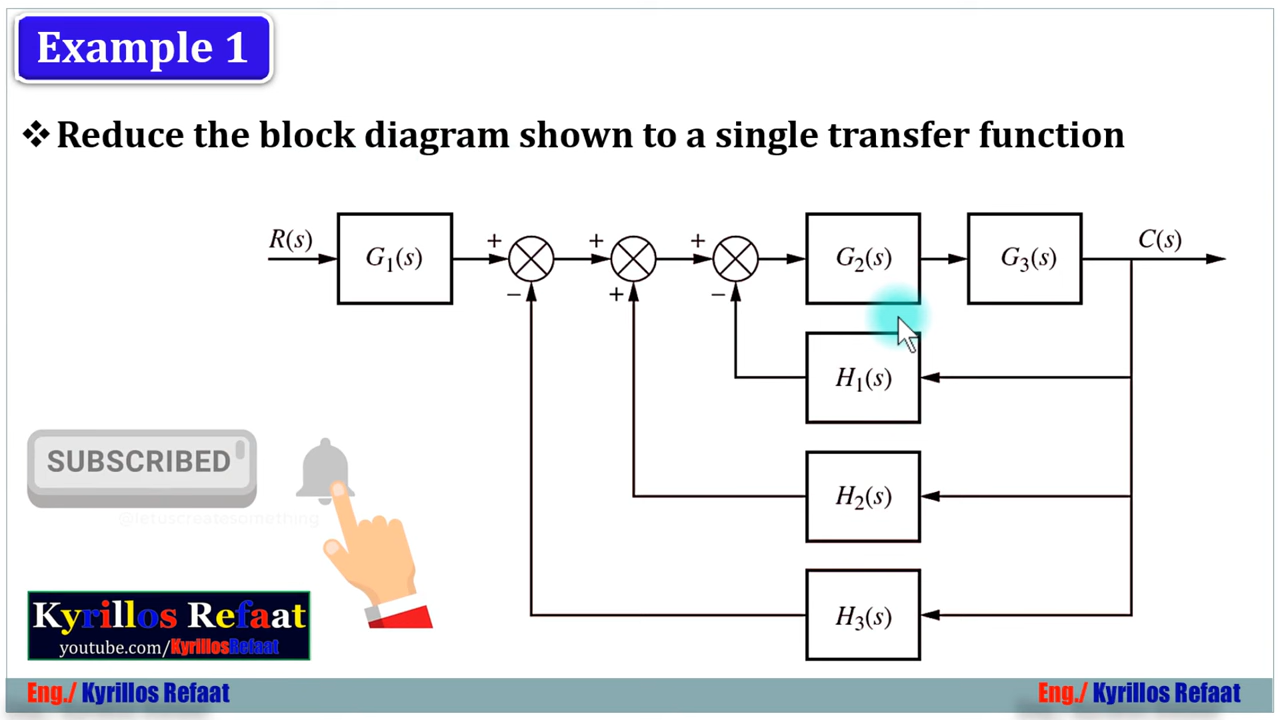 Example 1
❖ Reduce the block diagram shown to a single transfer function
R(s) G₁(s) + + + G₂(s) G₃(s) C(s)
− + −
H₁(s)
SUBSCRIBED
H₂(s)
@letuscreatesomething
H₃(s)
Kyrillos Refaat
youtube.com/KyrillosRefaat
Eng./ Kyrillos Refaat
Eng./ Kyrillos Refaat